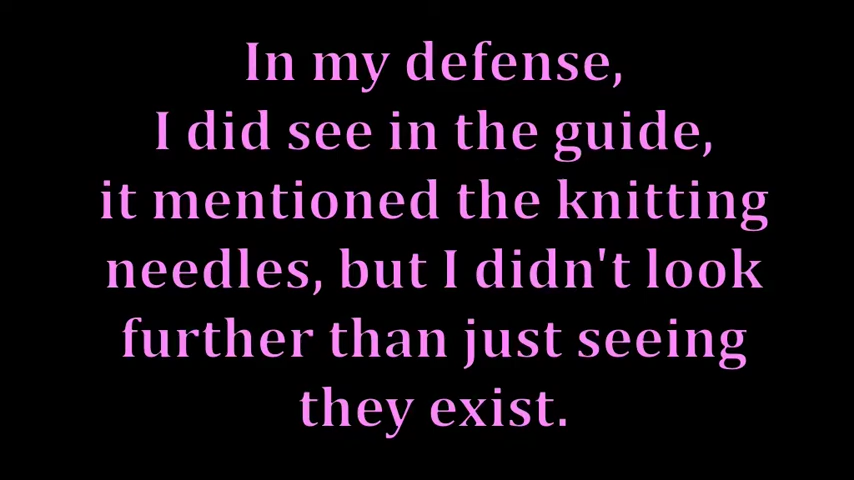 In my defense,
I did see in the guide,
it mentioned the knitting
needles, but I didn't look
further than just seeing
they exist.